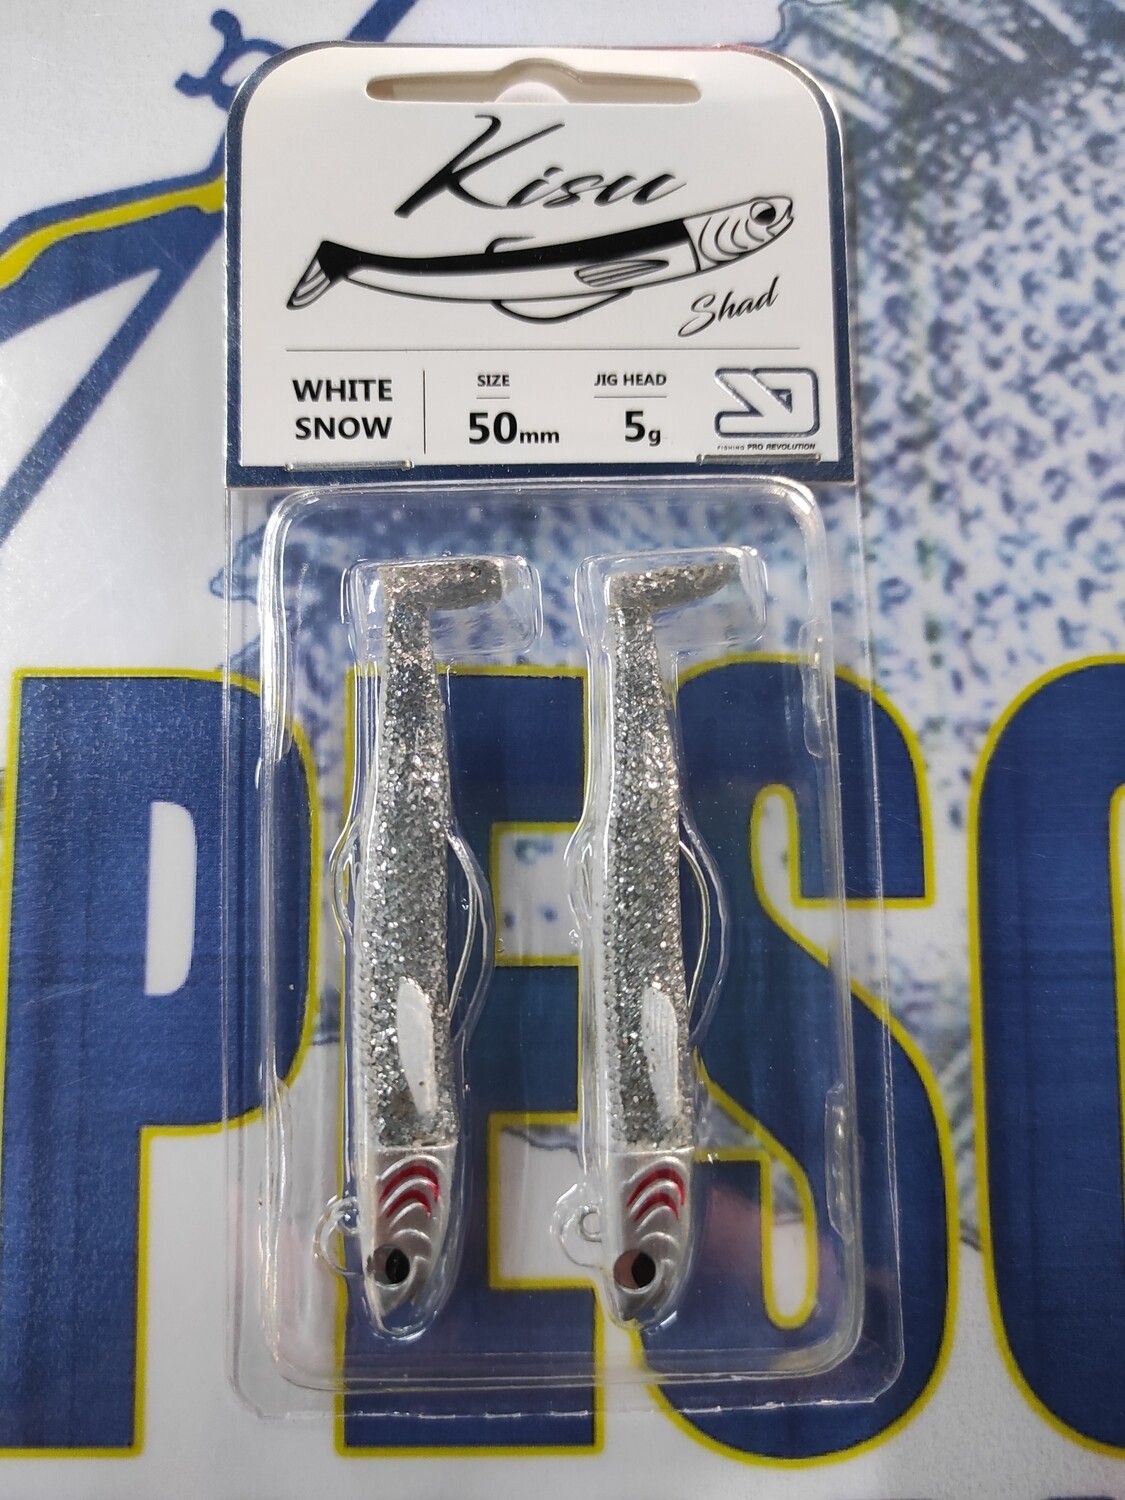 Kisu
Shad
WHITE
SNOW
SIZE
50mm
JIG HEAD
5g
FISHING PRO REVOLUTION
PESC